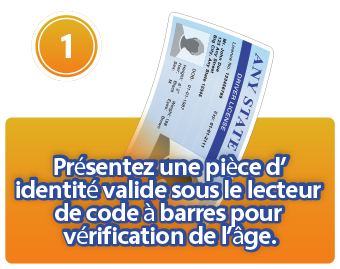 1
ANY STATE
DRIVER LICENSE
Présentez une pièce d’
identité valide sous le lecteur
de code à barres pour
vérification de l’âge.